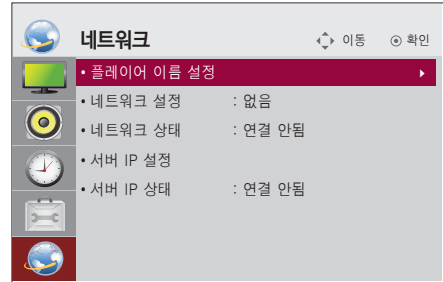 네트워크 이동 확인
• 플레이어 이름 설정
• 네트워크 설정 : 없음
• 네트워크 상태 : 연결 안됨
• 서버 IP 설정
• 서버 IP 상태 : 연결 안됨